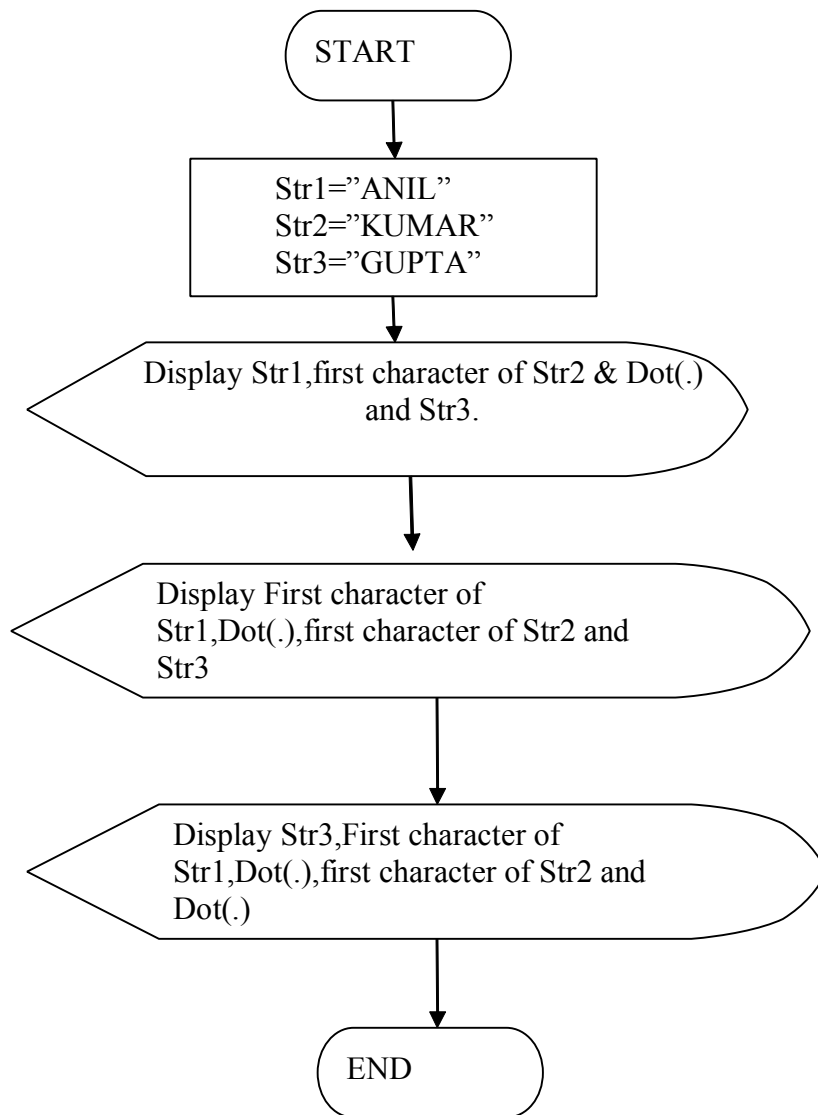 START
Str1=”ANIL”
Str2=”KUMAR”
Str3=”GUPTA”
Display Str1,first character of Str2 & Dot(.)
and Str3.
Display First character of
Str1,Dot(.),first character of Str2 and
Str3
Display Str3,First character of
Str1,Dot(.),first character of Str2 and
Dot(.)
END